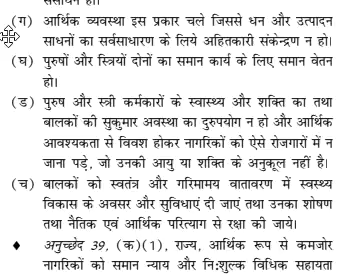 (ग) आर्थिक व्यवस्था इस प्रकार चले जिससे धन और उत्पादन
साधनों का सर्वसाधारण के लिये अहितकारी संकेन्द्रण न हो।
(घ) पुरुषों और स्त्रियों दोनों का समान कार्य के लिए समान वेतन
हो।
(ड) पुरुष और स्त्री कर्मकारों के स्वास्थ्य और शक्ति का तथा
बालकों की सुकुमार अवस्था का दुरुपयोग न हो और आर्थिक
आवश्यकता से विवश होकर नागरिकों को ऐसे रोजगारों में न
जाना पड़े, जो उनकी आयु या शक्ति के अनुकूल नहीं है।
(च) बालकों को स्वतंत्र और गरिमामय वातावरण में स्वस्थ्य
विकास के अवसर और सुविधाएं दी जाएं तथा उनका शोषण
तथा नैतिक एवं आर्थिक परित्याग से रक्षा की जाये।
♦ अनुच्छेद 39, (क)(1), राज्य, आर्थिक रूप से कमजोर
नागरिकों को समान न्याय और नि:शुल्क विधिक सहायता